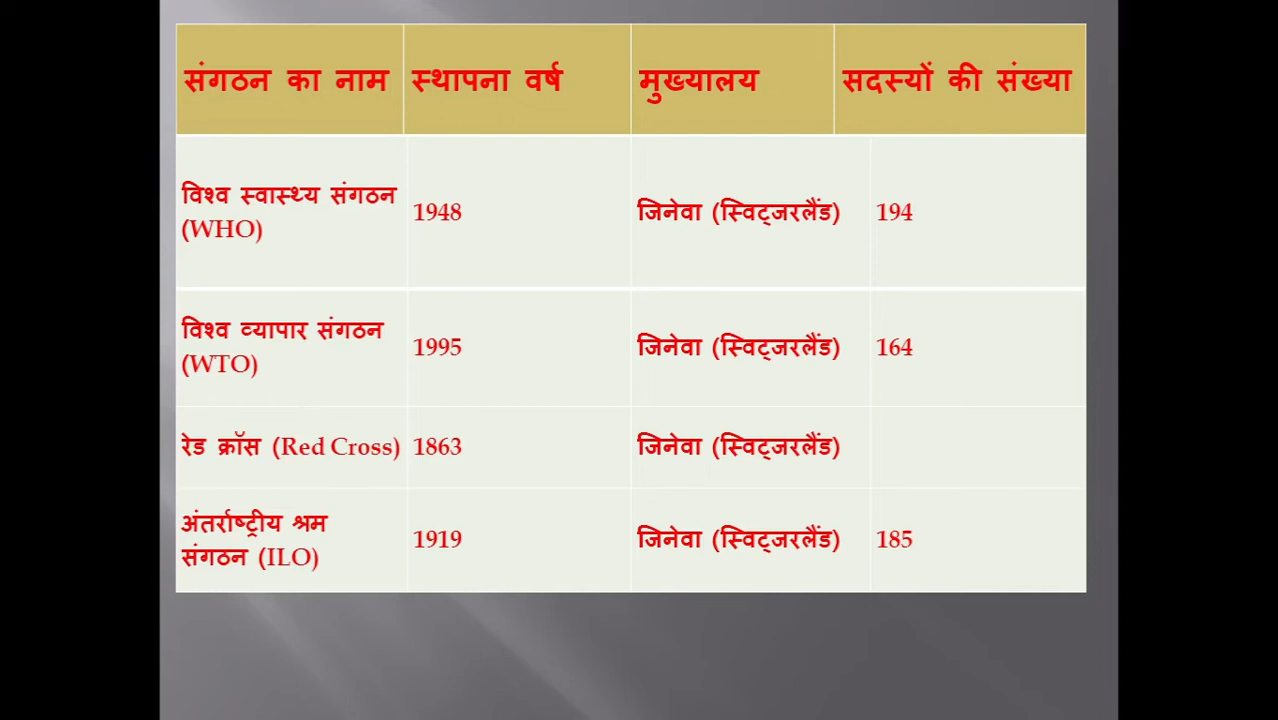 संगठन का नाम स्थापना वर्ष मुख्यालय सदस्यों की संख्या
विश्व स्वास्थ्य संगठन
(WHO) 1948 जिनेवा (स्विट्जरलैंड) 194
विश्व व्यापार संगठन
(WTO) 1995 जिनेवा (स्विट्जरलैंड) 164
रेड क्रॉस (Red Cross) 1863 जिनेवा (स्विट्जरलैंड)
अंतर्राष्ट्रीय श्रम
संगठन (ILO) 1919 जिनेवा (स्विट्जरलैंड) 185